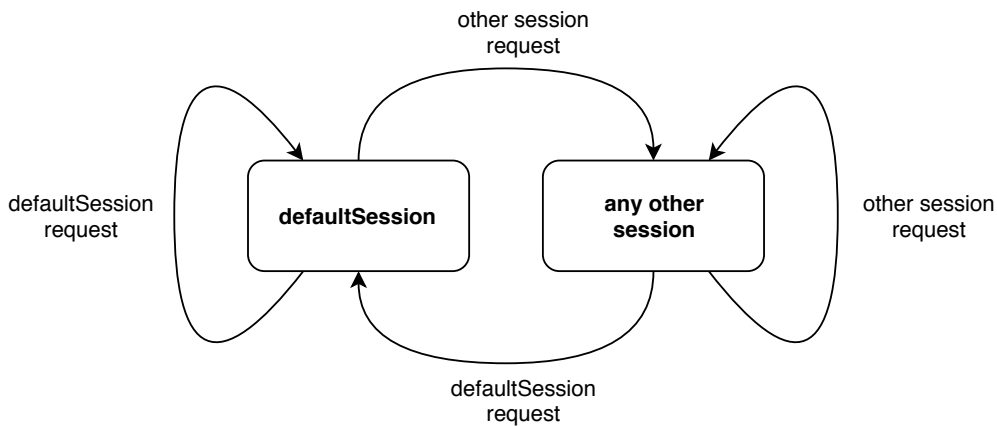 other session
request
defaultSession
request
defaultSession
any other
session
other session
request
defaultSession
request